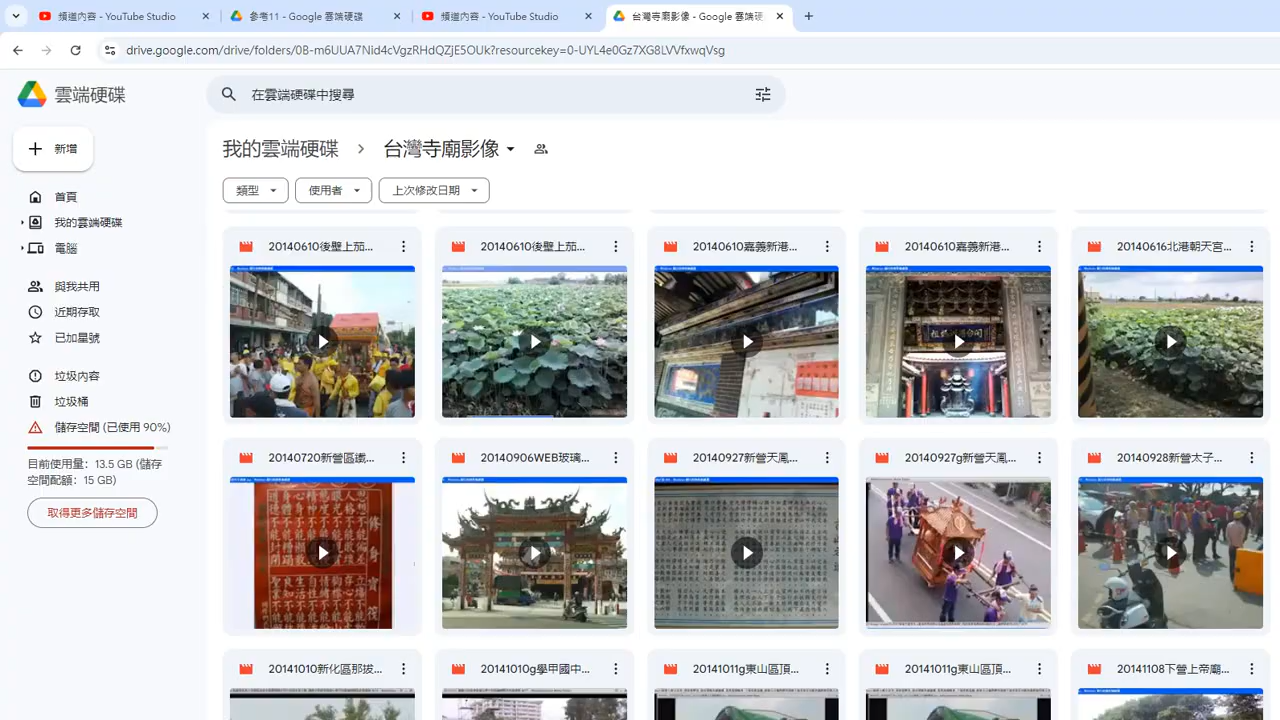 頻道內容 - YouTube Studio
參考11 - Google 雲端硬碟
頻道內容 - YouTube Studio
台灣寺廟影像 - Google 雲端硬
drive.google.com/drive/folders/0B-m6UUA7Nid4cVgzRHdQZjE5OUk?resourcekey=0-UYL4e0Gz7XG8LVVfxwqVsg
雲端硬碟
在雲端硬碟中搜尋
新增
我的雲端硬碟
台灣寺廟影像
類型
使用者
上次修改日期
首頁
我的雲端硬碟
電腦
與我共用
近期存取
已加星號
垃圾內容
垃圾桶
儲存空間 (已使用 90%)
目前使用量: 13.5 GB (儲存
空間配額: 15 GB)
取得更多儲存空間
20140610後壁上茄...
20140610後壁上茄...
20140610嘉義新港...
20140610嘉義新港...
20140616北港朝天宮...
20140720新營區鐵...
20140906WEB玻璃...
20140927新營天鳳...
20140927g新營天鳳...
20140928新營太子...
20141003新化區那拔...
20141010g學甲頂中...
20141011g東山區頂...
20141011g東山區頂...
20141108下營上帝廟...